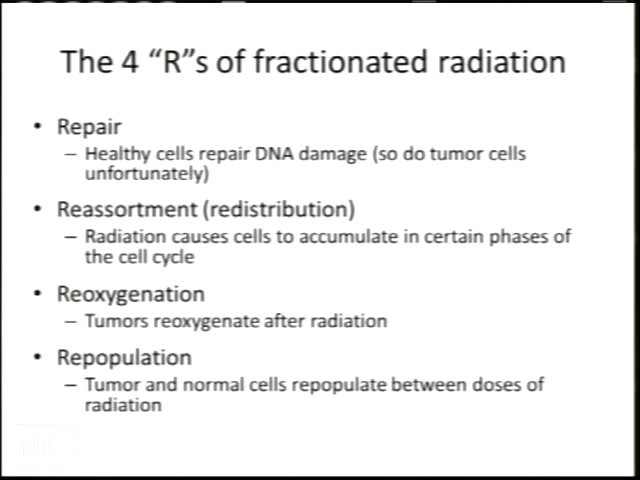 The 4 “R”s of fractionated radiation
• Repair
– Healthy cells repair DNA damage (so do tumor cells
unfortunately)
• Reassortment (redistribution)
– Radiation causes cells to accumulate in certain phases of
the cell cycle
• Reoxygenation
– Tumors reoxygenate after radiation
• Repopulation
– Tumor and normal cells repopulate between doses of
radiation